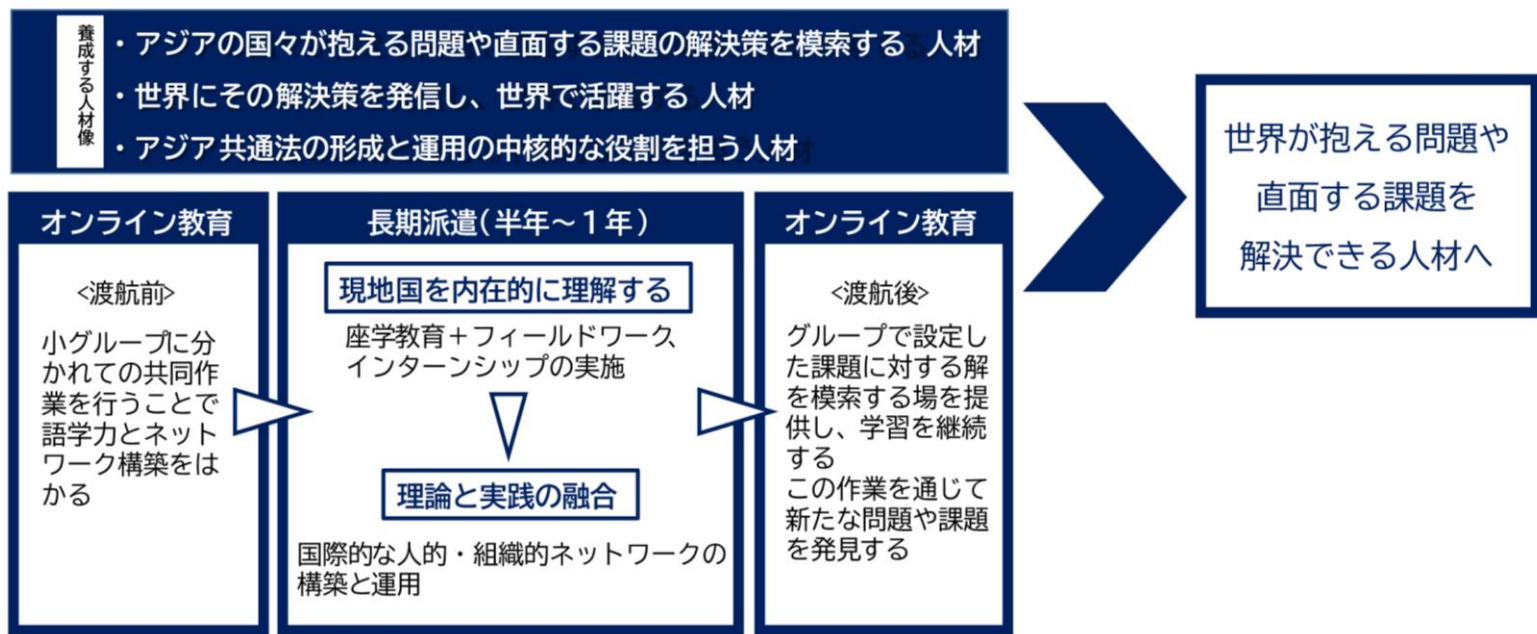 養成する人材像
・アジアの国々が抱える問題や直面する課題の解決策を模索する 人材
・世界にその解決策を発信し、世界で活躍する 人材
・アジア共通法の形成と運用の中核的な役割を担う人材
オンライン教育
<渡航前>
小グループに分
かれての共同作
業を行うことで
語学力とネット
ワーク構築をは
かる
長期派遣(半年～1年)
現地国を内在的に理解する
座学教育+フィールドワーク、
インターンシップの実施
理論と実践の融合
国際的な人的・組織的ネットワークの
構築と運用
オンライン教育
<渡航後>
グループで設定し
た課題に対する解
を模索する場を提
供し、学習を継続
する
この作業を通じて
新たな問題や課題
を発見する
世界が抱える問題や
直面する課題を
解決できる人材へ